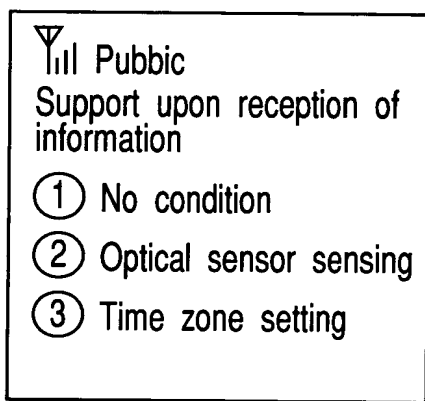 Pubbic
Support upon reception of
information
1 No condition
2 Optical sensor sensing
3 Time zone setting